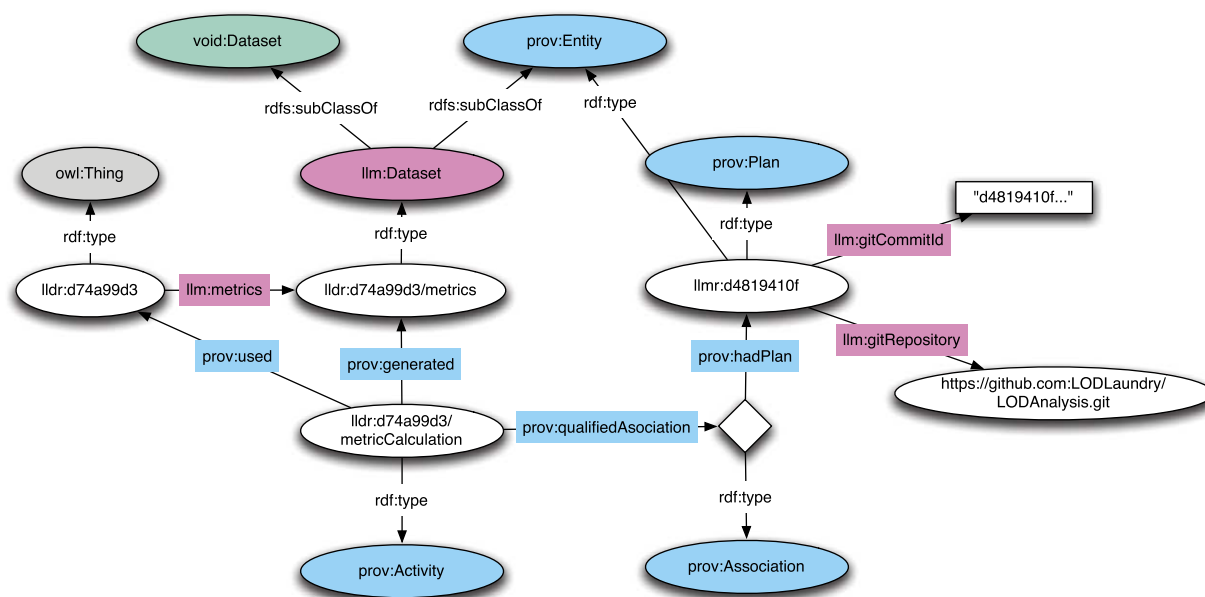 void:Dataset
prov:Entity
rdfs:subClassOf
rdfs:subClassOf
rdf:type
owl:Thing
llm:Dataset
prov:Plan
"d4819410f..."
rdf:type
rdf:type
rdf:type
llm:gitCommitId
lldr:d74a99d3
llm:metrics
lldr:d74a99d3/metrics
llmr:d4819410f
prov:used
prov:generated
prov:hadPlan
llm:gitRepository
https://github.com:LODLaundry/
LODAnalysis.git
lldr:d74a99d3/
metricCalculation
prov:qualifiedAsociation
rdf:type
rdf:type
prov:Activity
prov:Association